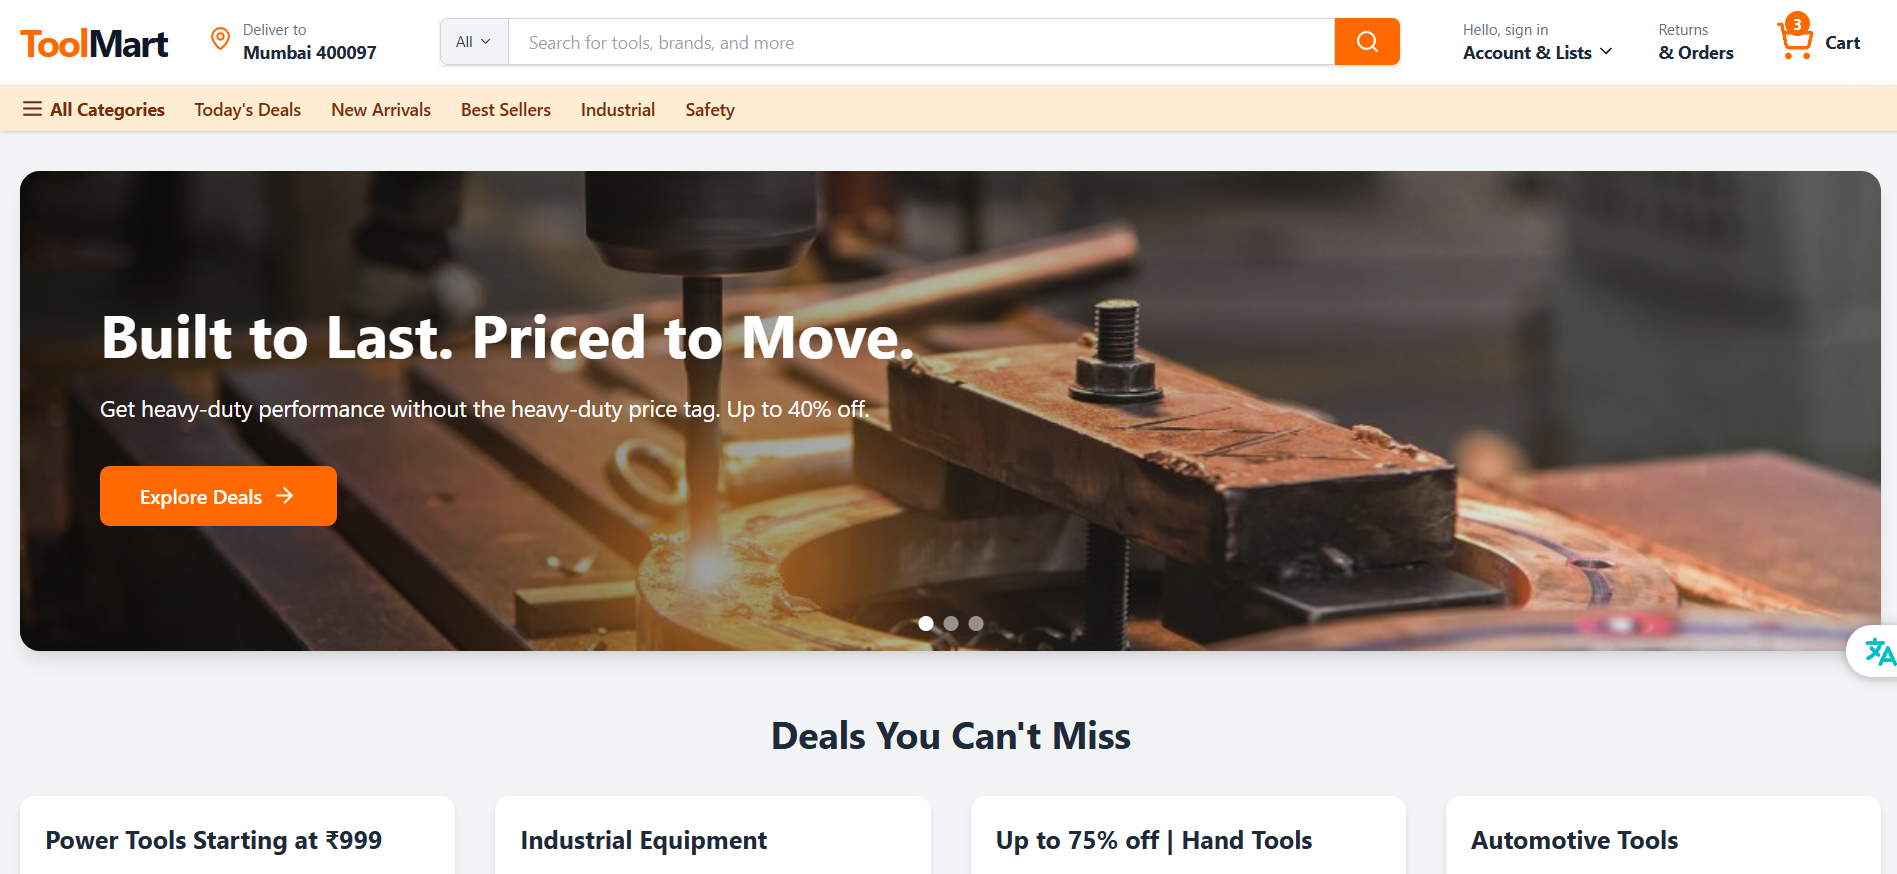 ToolMart
Deliver to
Mumbai 400097
All
Search for tools, brands, and more
Hello, sign in
Account & Lists
Returns
& Orders
3
Cart
All Categories
Today's Deals
New Arrivals
Best Sellers
Industrial
Safety
Built to Last. Priced to Move.
Get heavy-duty performance without the heavy-duty price tag. Up to 40% off.
Explore Deals
Deals You Can't Miss
Power Tools Starting at ₹999
Industrial Equipment
Up to 75% off | Hand Tools
Automotive Tools